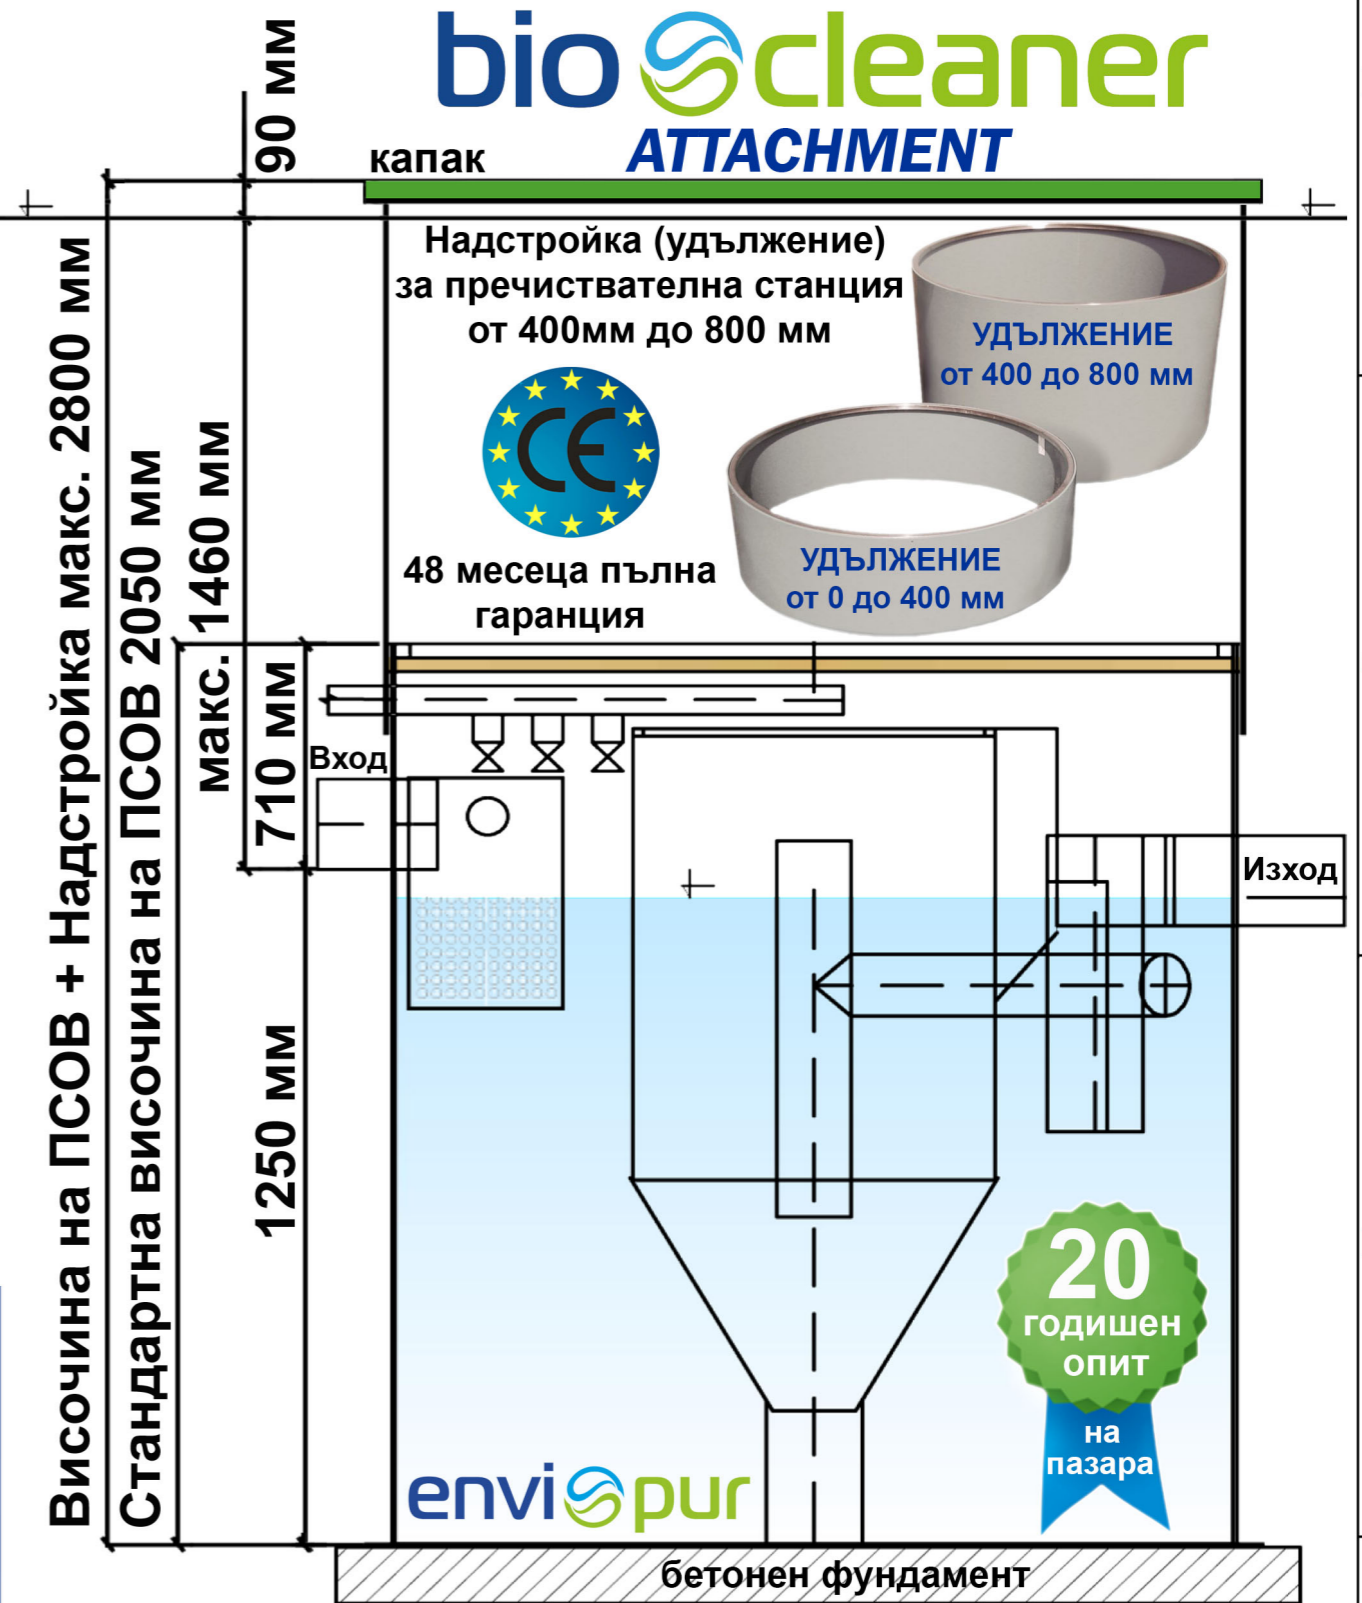 bio cleaner
ATTACHMENT
90 мм
капак
Надстройка (удължение)
за пречиствателна станция
от 400мм до 800 мм
УДЪЛЖЕНИЕ
от 400 до 800 мм
CE
УДЪЛЖЕНИЕ
от 0 до 400 мм
48 месеца пълна
гаранция
Височина на ПСОВ + Надстройка макс. 2800 мм
Стандартна височина на ПСОВ 2050 мм
макс. 1460 мм
710 мм
1250 мм
Вход
Изход
20
годишен
опит
на
пазара
envi pur
бетонен фундамент